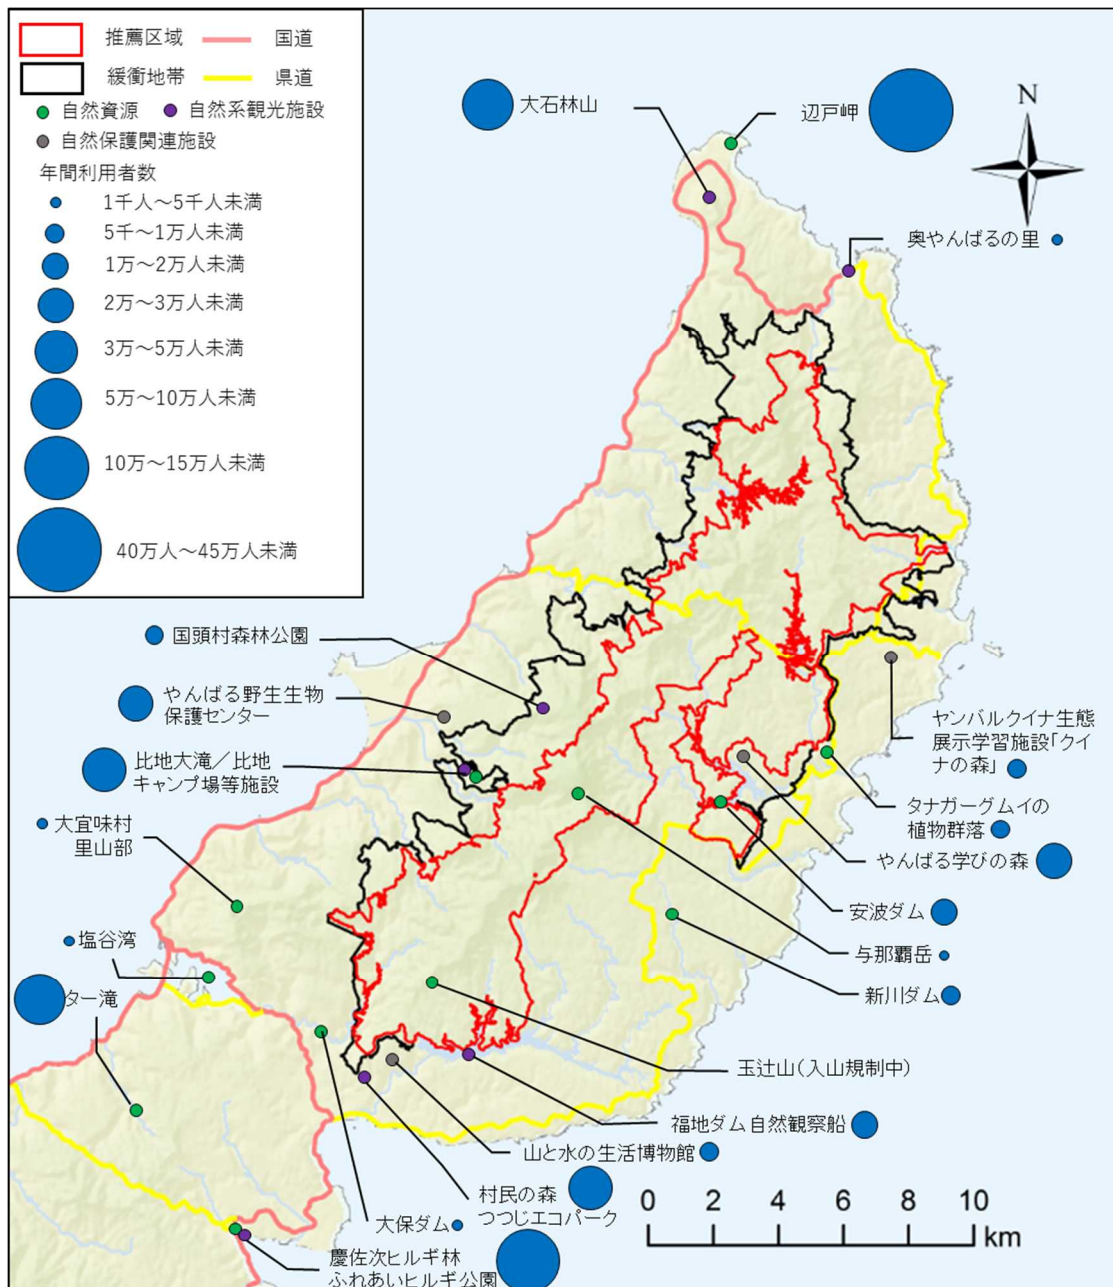 推薦区域
国道
緩衝地帯
県道
自然資源
自然系観光施設
自然保護関連施設
年間利用者数
1千人～5千人未満
5千～1万人未満
1万～2万人未満
2万～3万人未満
3万～5万人未満
5万～10万人未満
10万～15万人未満
40万人～45万人未満
大石林山
辺戸岬
N
奥やんばるの里
国頭村森林公園
やんばる野生生物
保護センター
比地大滝／比地
キャンプ場等施設
大宜味村
里山部
塩谷湾
ター滝
ヤンバルクイナ生態
展示学習施設「クイ
ナの森」
タナガーグムイの
植物群落
やんばる学びの森
安波ダム
与那覇岳
新川ダム
玉辻山(入山規制中)
福地ダム自然観察船
山と水の生活博物館
村民の森
つつじエコパーク
大保ダム
慶佐次ヒルギ林
ふれあいヒルギ公園
0 2 4 6 8 10
km